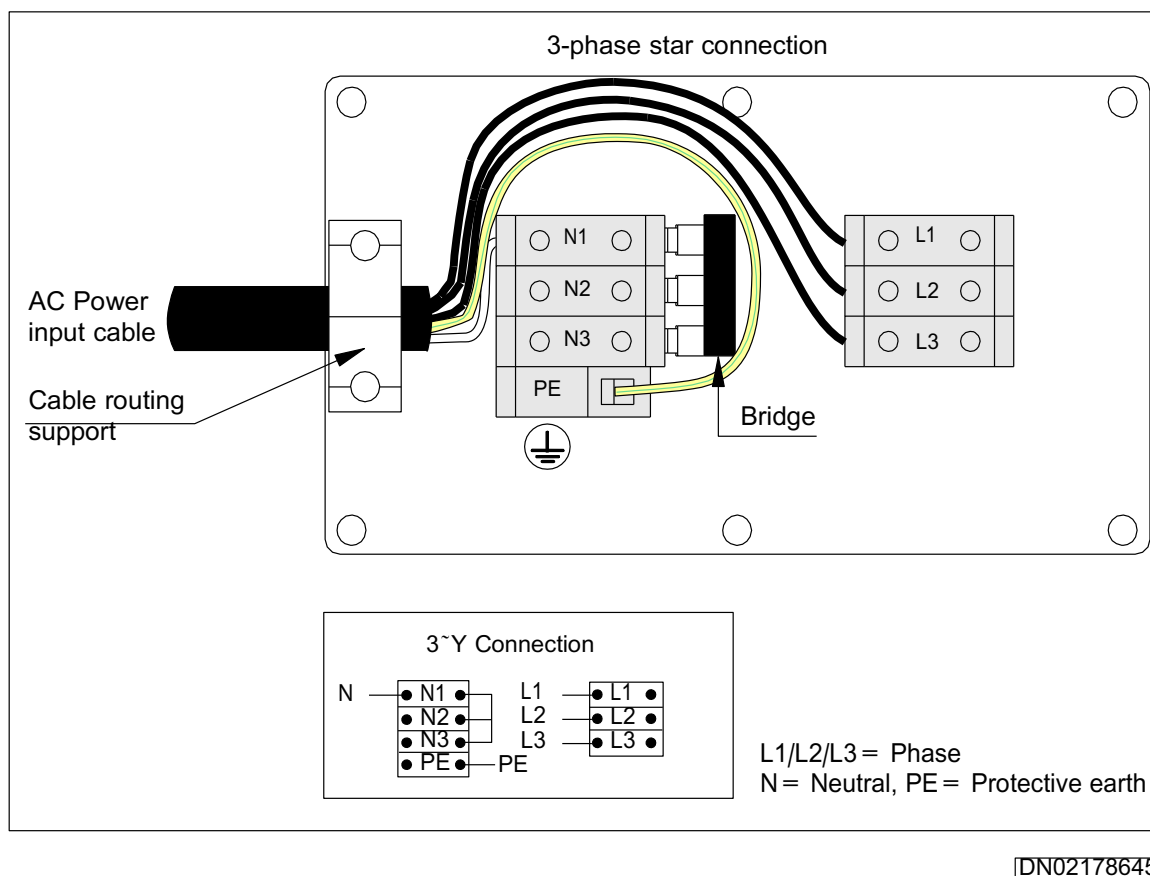 3-phase star connection
N1
N2
N3
PE
L1
L2
L3
AC Power
input cable
Cable routing
support
Bridge
3~Y Connection
N
N1
N2
N3
PE
PE
L1
L2
L3
L1
L2
L3
L1/L2/L3 = Phase
N = Neutral, PE = Protective earth
DN02178645